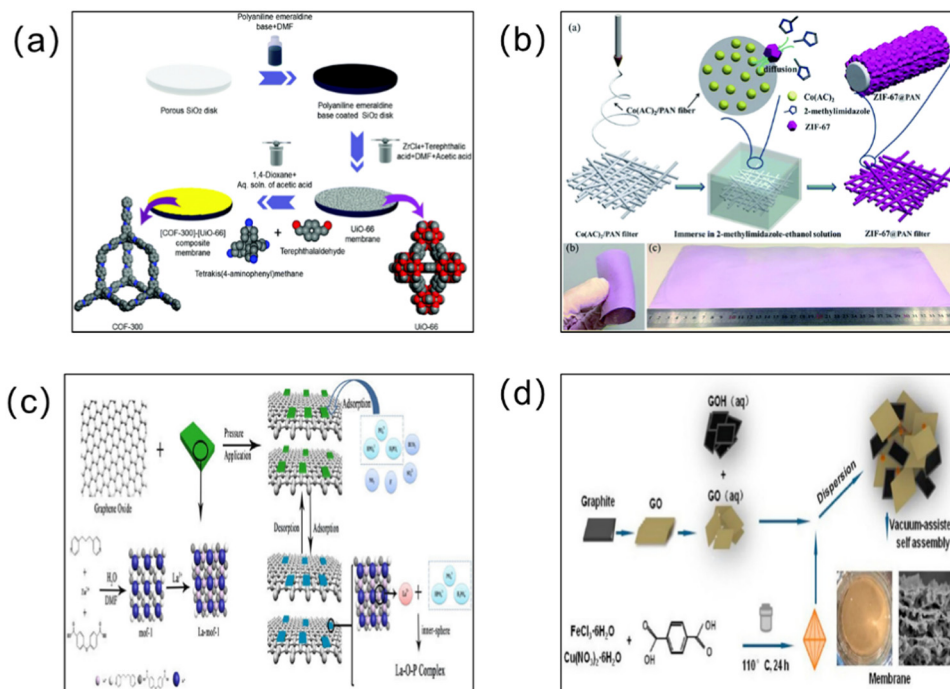 (a)
Polyaniline emeraldine
base+DMF
Porous SiO₂ disk
Polyaniline emeraldine
base coated SiO₂ disk
ZrCl₄+Terephthalic
acid+DMF+Acetic acid
1,4-Dioxane+
Aq. soln. of acetic acid
[COF-300]-[UiO-66]
composite
membrane
+
UiO-66
membrane
Terephthalaldehyde
Tetrakis(4-aminophenyl)methane
COF-300
UiO-66
(b)
(a)
diffusion
Co(AC)₂/PAN fiber
Co(AC)₂
2-methylimidazole
ZIF-67
ZIF-67@PAN
Co(AC)₂/PAN filter
Immerse in 2-methylimidazole-ethanol solution
ZIF-67@PAN filter
(b)
(c)
(c)
Graphene Oxide
+
Pressure
Application
Adsorption
Desorption
Adsorption
H₂O
DMF
mof-1
La³⁺
La-mof-1
inner-sphere
La-O-P Complex
(d)
GOH (aq)
+
Graphite
GO
GO (aq)
Dispersion
Vacuum-assiste
self assembly
FeCl₃·6H₂O
Cu(NO₃)₂·6H₂O
+
O
OH
O
OH
110° C, 24 h
Membrane